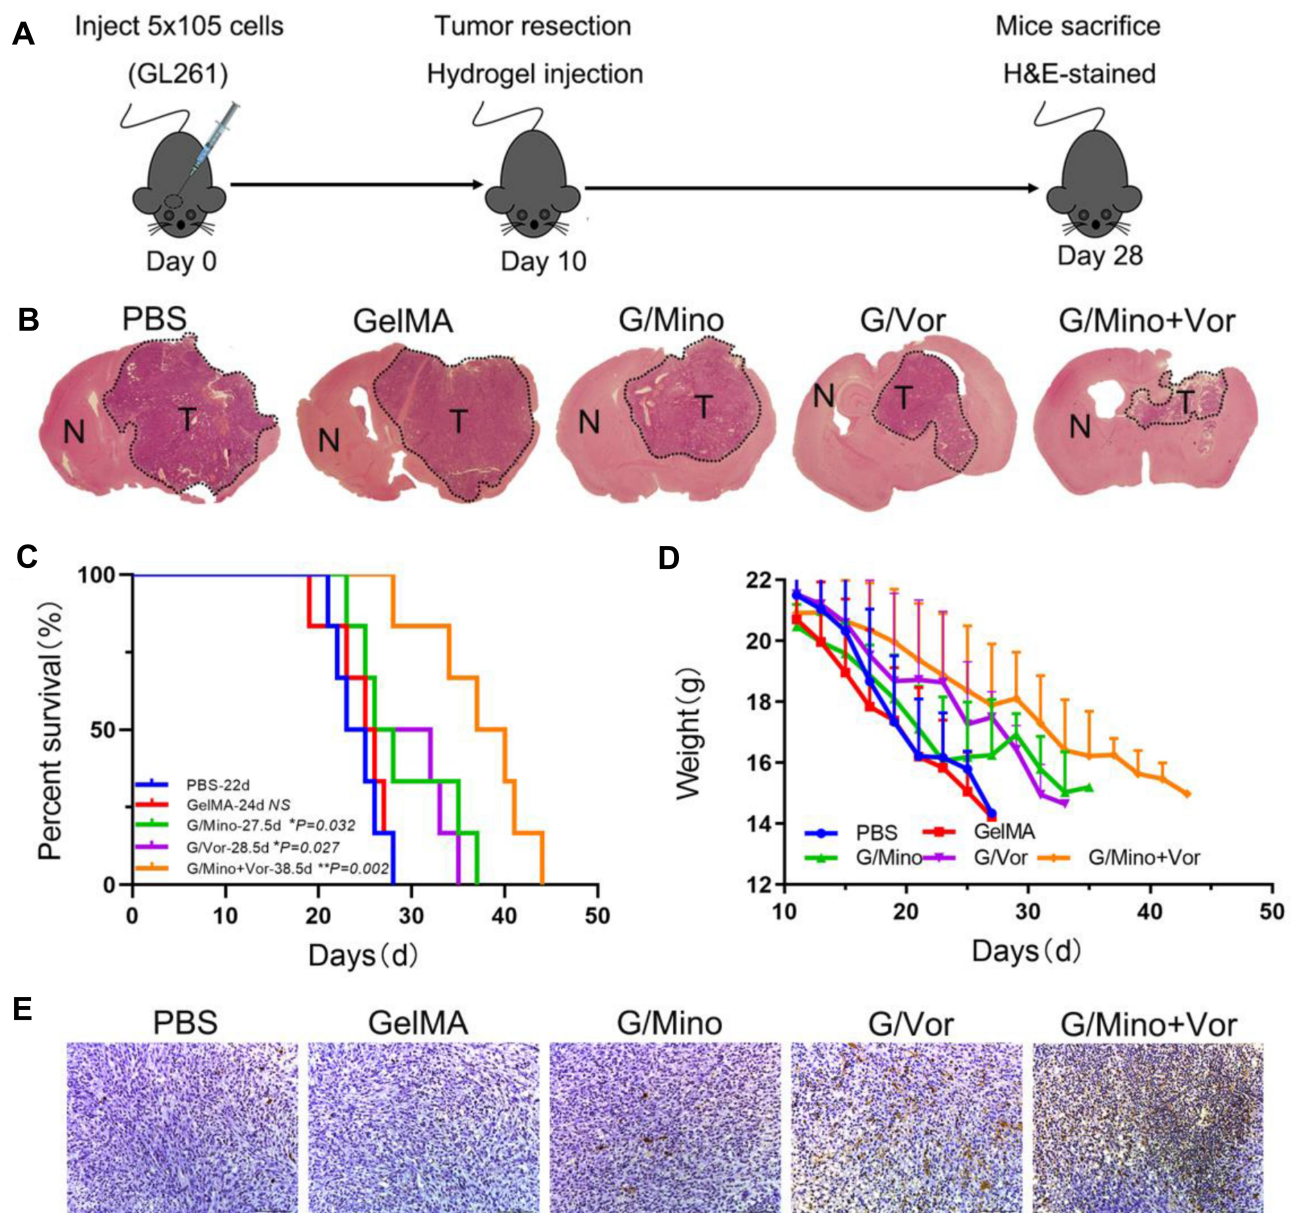 A
Inject 5x105 cells
(GL261)
Tumor resection
Hydrogel injection
Mice sacrifice
H&E-stained
Day 0
Day 10
Day 28
B
PBS
GelMA
G/Mino
G/Vor
G/Mino+Vor
N
T
N
T
N
T
N
T
N
T
C
Percent survival(%)
100
50
0
PBS-22d
GelMA-24d NS
G/Mino-27.5d *P=0.032
G/Vor-28.5d *P=0.027
G/Mino+Vor-38.5d **P=0.002
0 10 20 30 40 50
Days(d)
D
Weight(g)
22
20
18
16
14
12
PBS GelMA
G/Mino G/Vor G/Mino+Vor
10 20 30 40 50
Days(d)
E
PBS
GelMA
G/Mino
G/Vor
G/Mino+Vor